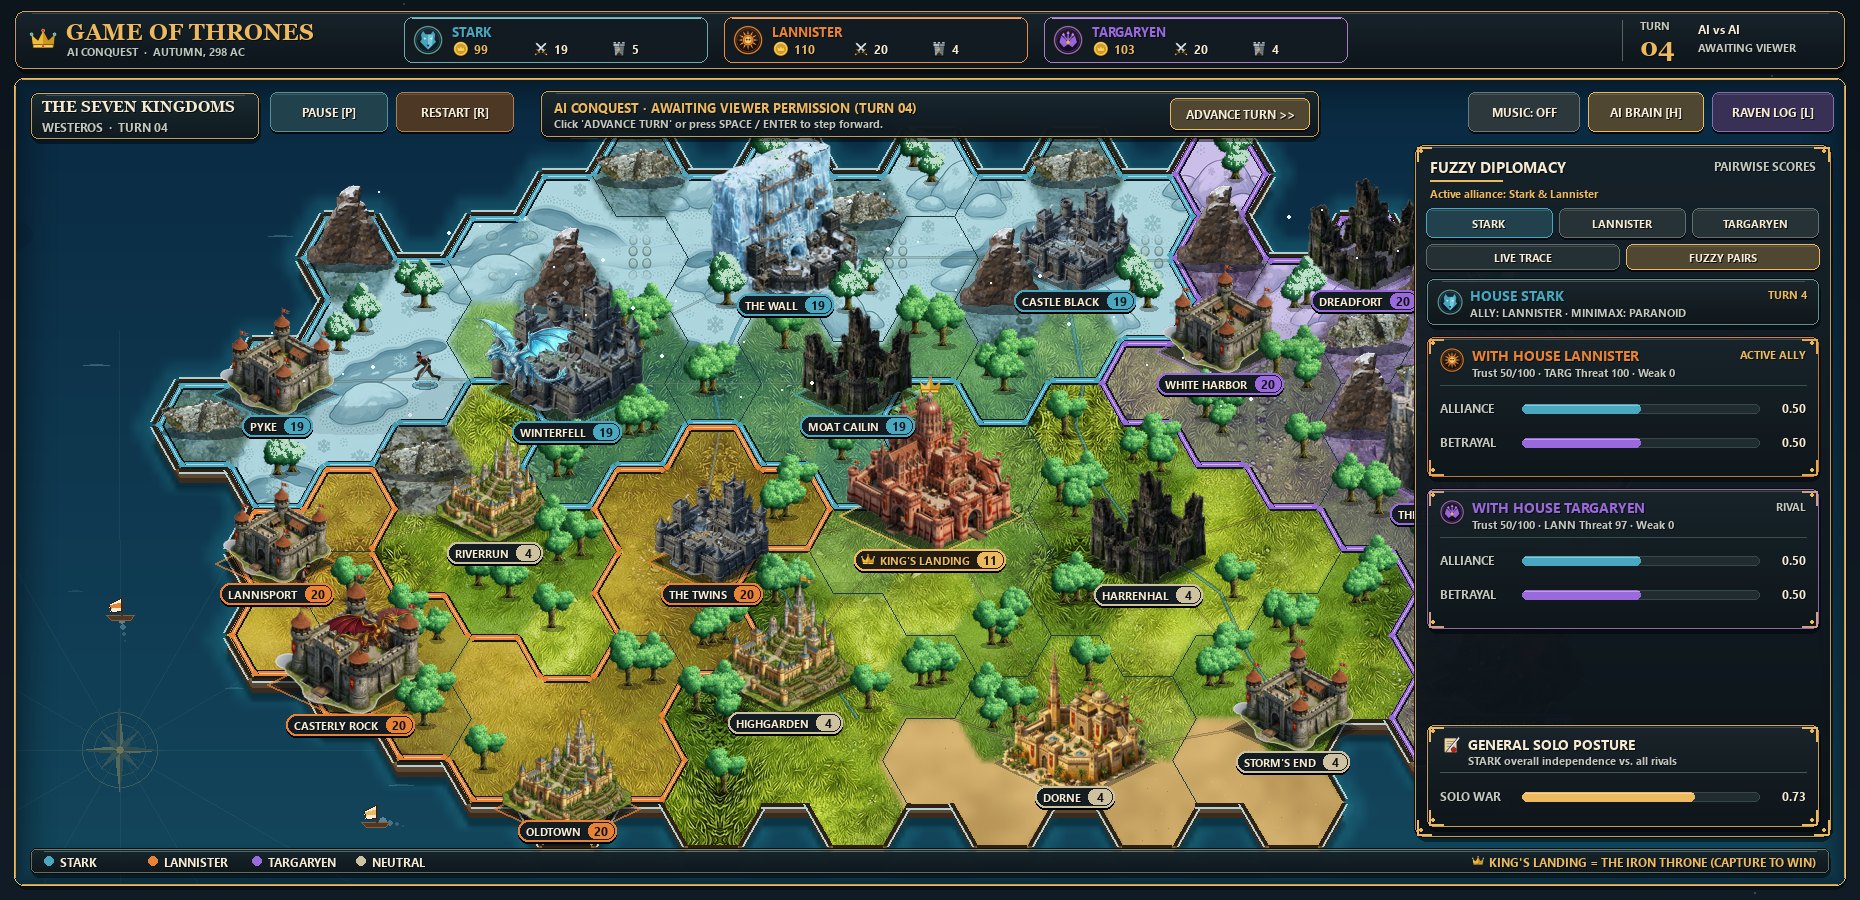 GAME OF THRONES
AI CONQUEST · AUTUMN, 298 AC
STARK
99 19 5
LANNISTER
110 20 4
TARGARYEN
103 20 4
TURN
04
AI vs AI
AWAITING VIEWER
THE SEVEN KINGDOMS
WESTEROS · TURN 04
PAUSE [P]
RESTART [R]
AI CONQUEST · AWAITING VIEWER PERMISSION (TURN 04)
Click 'ADVANCE TURN' or press SPACE / ENTER to step forward.
ADVANCE TURN >>
MUSIC: OFF
AI BRAIN [H]
RAVEN LOG [L]
THE WALL 19
CASTLE BLACK 19
DREADFORT 20
WHITE HARBOR 20
PYKE 19
WINTERFELL 19
MOAT CAILIN 19
TH
RIVERRUN 4
KING'S LANDING 11
LANNISPORT 20
THE TWINS 20
HARRENHAL 4
CASTERLY ROCK 20
HIGHGARDEN 4
STORM'S END 4
DORNE 4
OLDTOWN 20
FUZZY DIPLOMACY
PAIRWISE SCORES
Active alliance: Stark & Lannister
STARK
LANNISTER
TARGARYEN
LIVE TRACE
FUZZY PAIRS
HOUSE STARK
TURN 4
ALLY: LANNISTER · MINIMAX: PARANOID
WITH HOUSE LANNISTER
ACTIVE ALLY
Trust 50/100 · TARG Threat 100 · Weak 0
ALLIANCE 0.50
BETRAYAL 0.50
WITH HOUSE TARGARYEN
RIVAL
Trust 50/100 · LANN Threat 97 · Weak 0
ALLIANCE 0.50
BETRAYAL 0.50
GENERAL SOLO POSTURE
STARK overall independence vs. all rivals
SOLO WAR 0.73
STARK
LANNISTER
TARGARYEN
NEUTRAL
KING'S LANDING = THE IRON THRONE (CAPTURE TO WIN)